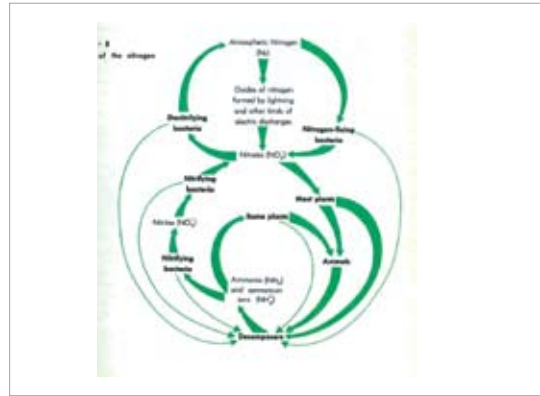 of the nitrogen
Atmospheric Nitrogen
(N₂)
Oxides of nitrogen
formed by lightning
and other kinds of
electric discharges
Denitrifying
bacteria
Nitrogen-fixing
bacteria
Nitrates (NO₃⁻)
Nitrifying
bacteria
Most plants
Some plants
Nitrites (NO₂⁻)
Nitrifying
bacteria
Animals
Ammonia (NH₃)
and ammonium
ions (NH₄⁺)
Decomposers